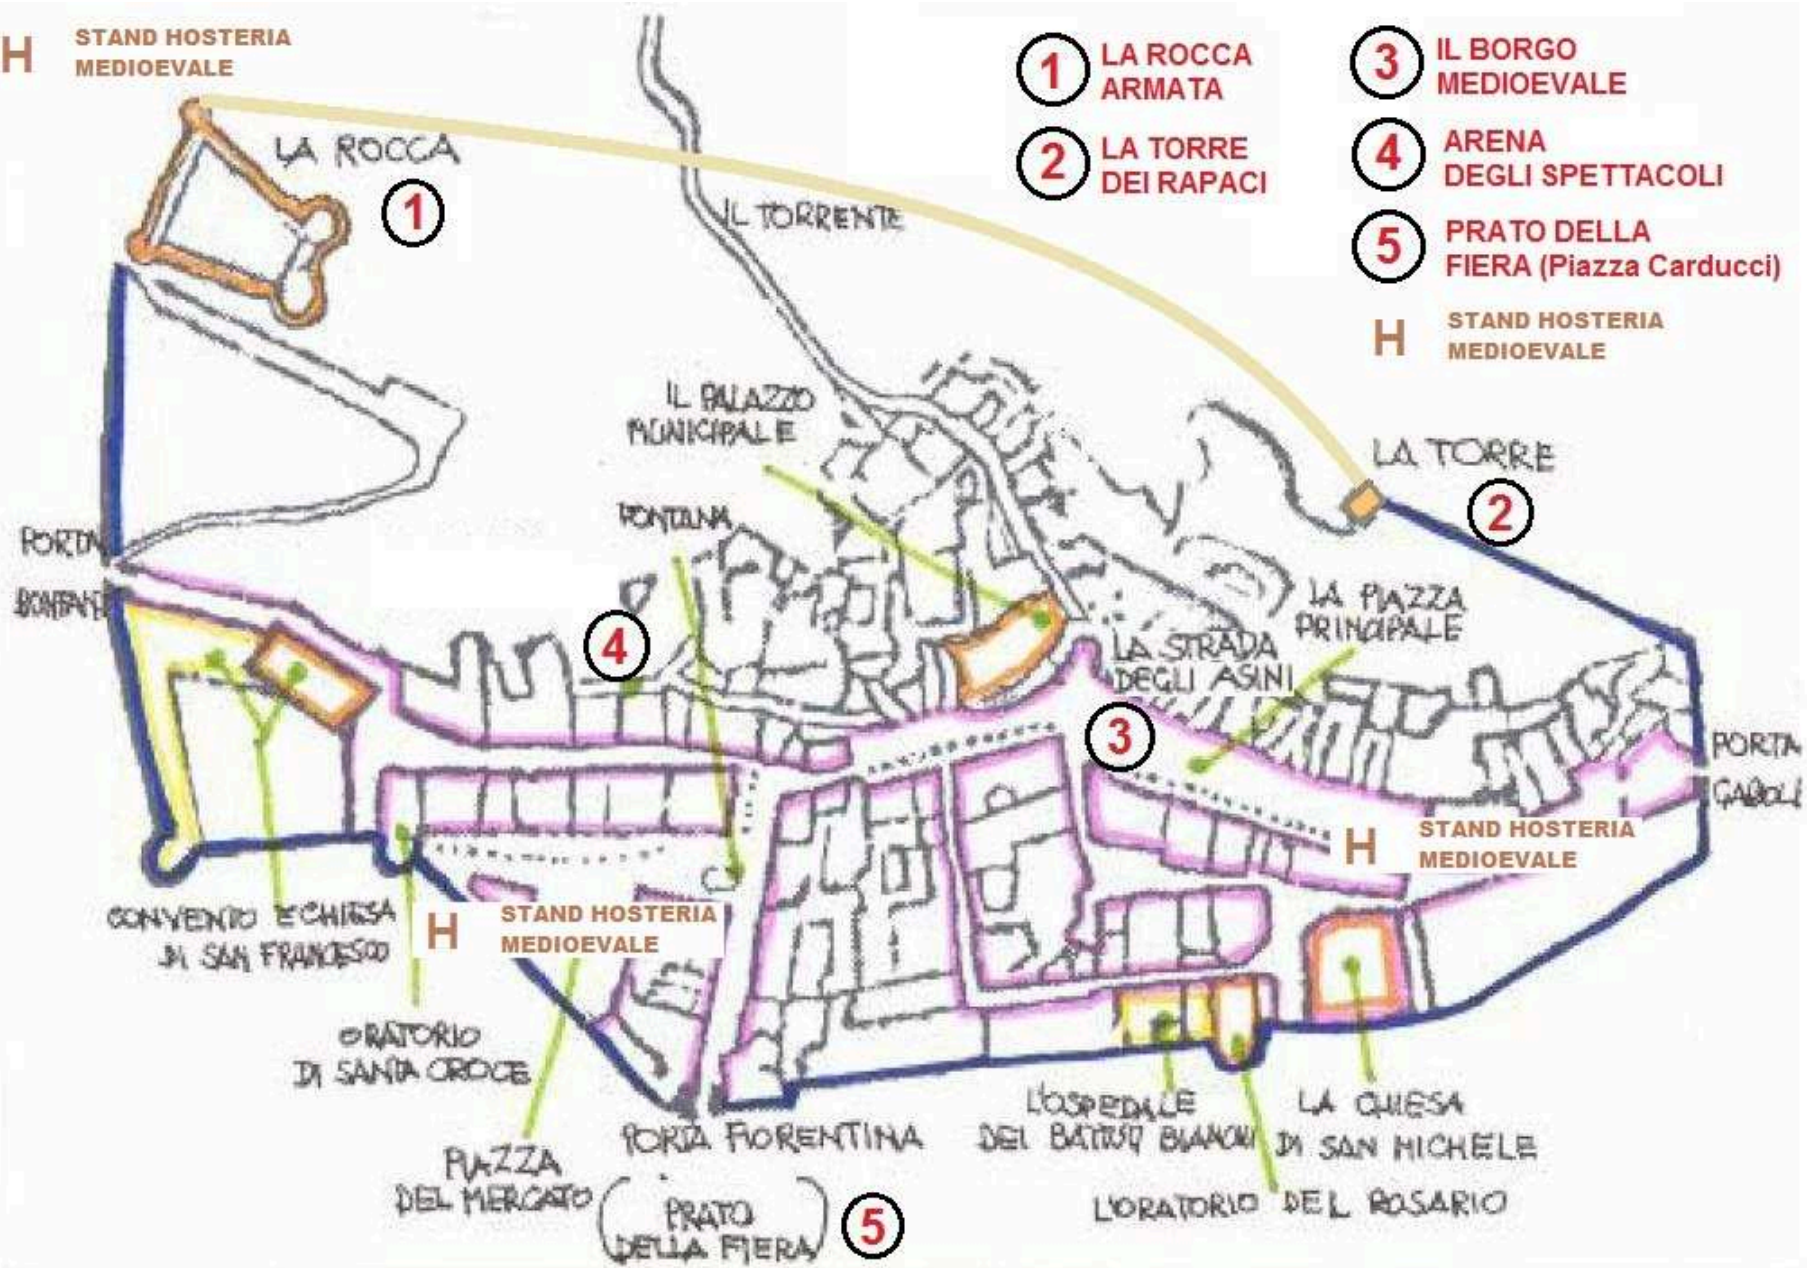 H STAND HOSTERIA
MEDIOEVALE
1 LA ROCCA
ARMATA
2 LA TORRE
DEI RAPACI
3 IL BORGO
MEDIOEVALE
4 ARENA
DEGLI SPETTACOLI
5 PRATO DELLA
FIERA (Piazza Carducci)
H STAND HOSTERIA
MEDIOEVALE
LA ROCCA
1
IL TORRENTE
IL PALAZZO
MUNICIPALE
LA TORRE
2
FONTANA
PORTA
4
LA PIAZZA
PRINCIPALE
LA STRADA
DEGLI ASINI
3
PORTA
GABOLI
H STAND HOSTERIA
MEDIOEVALE
CONVENTO E CHIESA
DI SAN FRANCESCO
H STAND HOSTERIA
MEDIOEVALE
ORATORIO
DI SANTA CROCE
PIAZZA
DEL MERCATO
PORTA FIORENTINA
(PRATO
DELLA FIERA)
5
L'OSPEDALE
DEI BATTUTI BIANCHI
LA CHIESA
DI SAN MICHELE
L'ORATORIO DEL ROSARIO